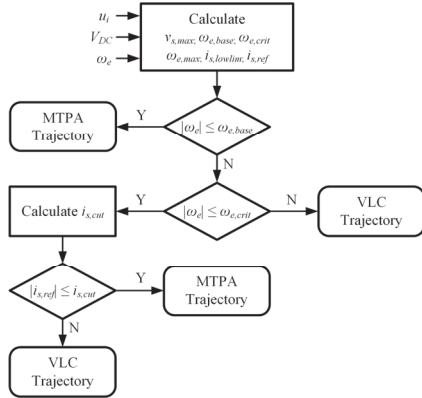 u_i
Calculate
V_DC
v_s,max, ω_e,base, ω_e,crit
ω_e
ω_e,max, i_s,lowlim, i_s,ref
MTPA
Trajectory
Y
|ω_e| ≤ ω_e,base
N
Calculate i_s,cut
Y
|ω_e| ≤ ω_e,crit
N
VLC
Trajectory
|i_s,ref| ≤ i_s,cut
Y
MTPA
Trajectory
N
VLC
Trajectory